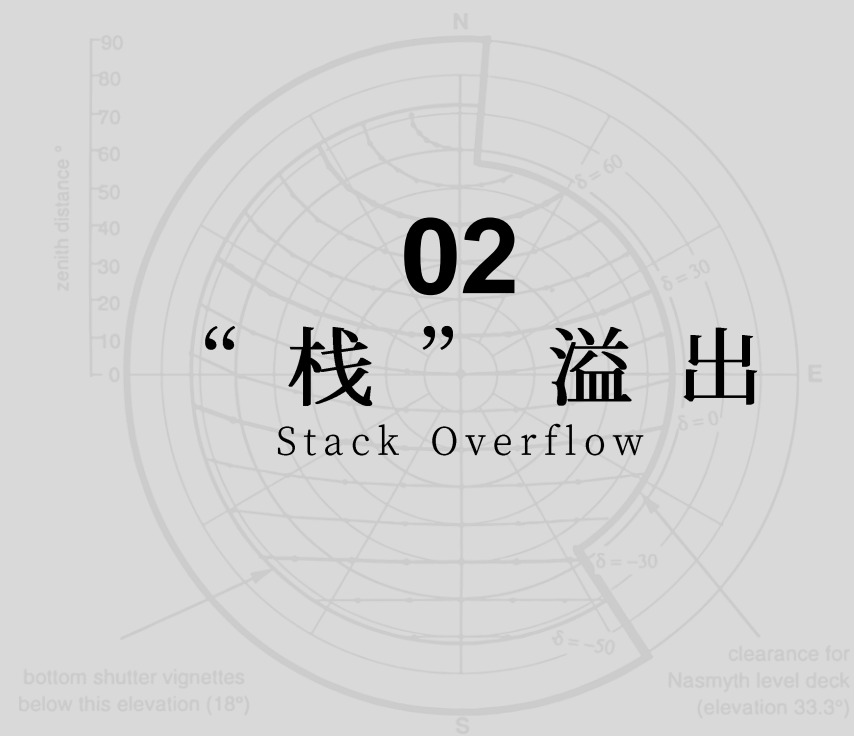 N
90
80
70
60
50
40
30
20
10
0
zenith distance °
δ = 60
δ = 30
02
“栈”溢出
E
δ = 0
Stack Overflow
δ = −30
δ = −50
bottom shutter vignettes
below this elevation (18°)
clearance for
Nasmyth level deck
(elevation 33.3°)
S